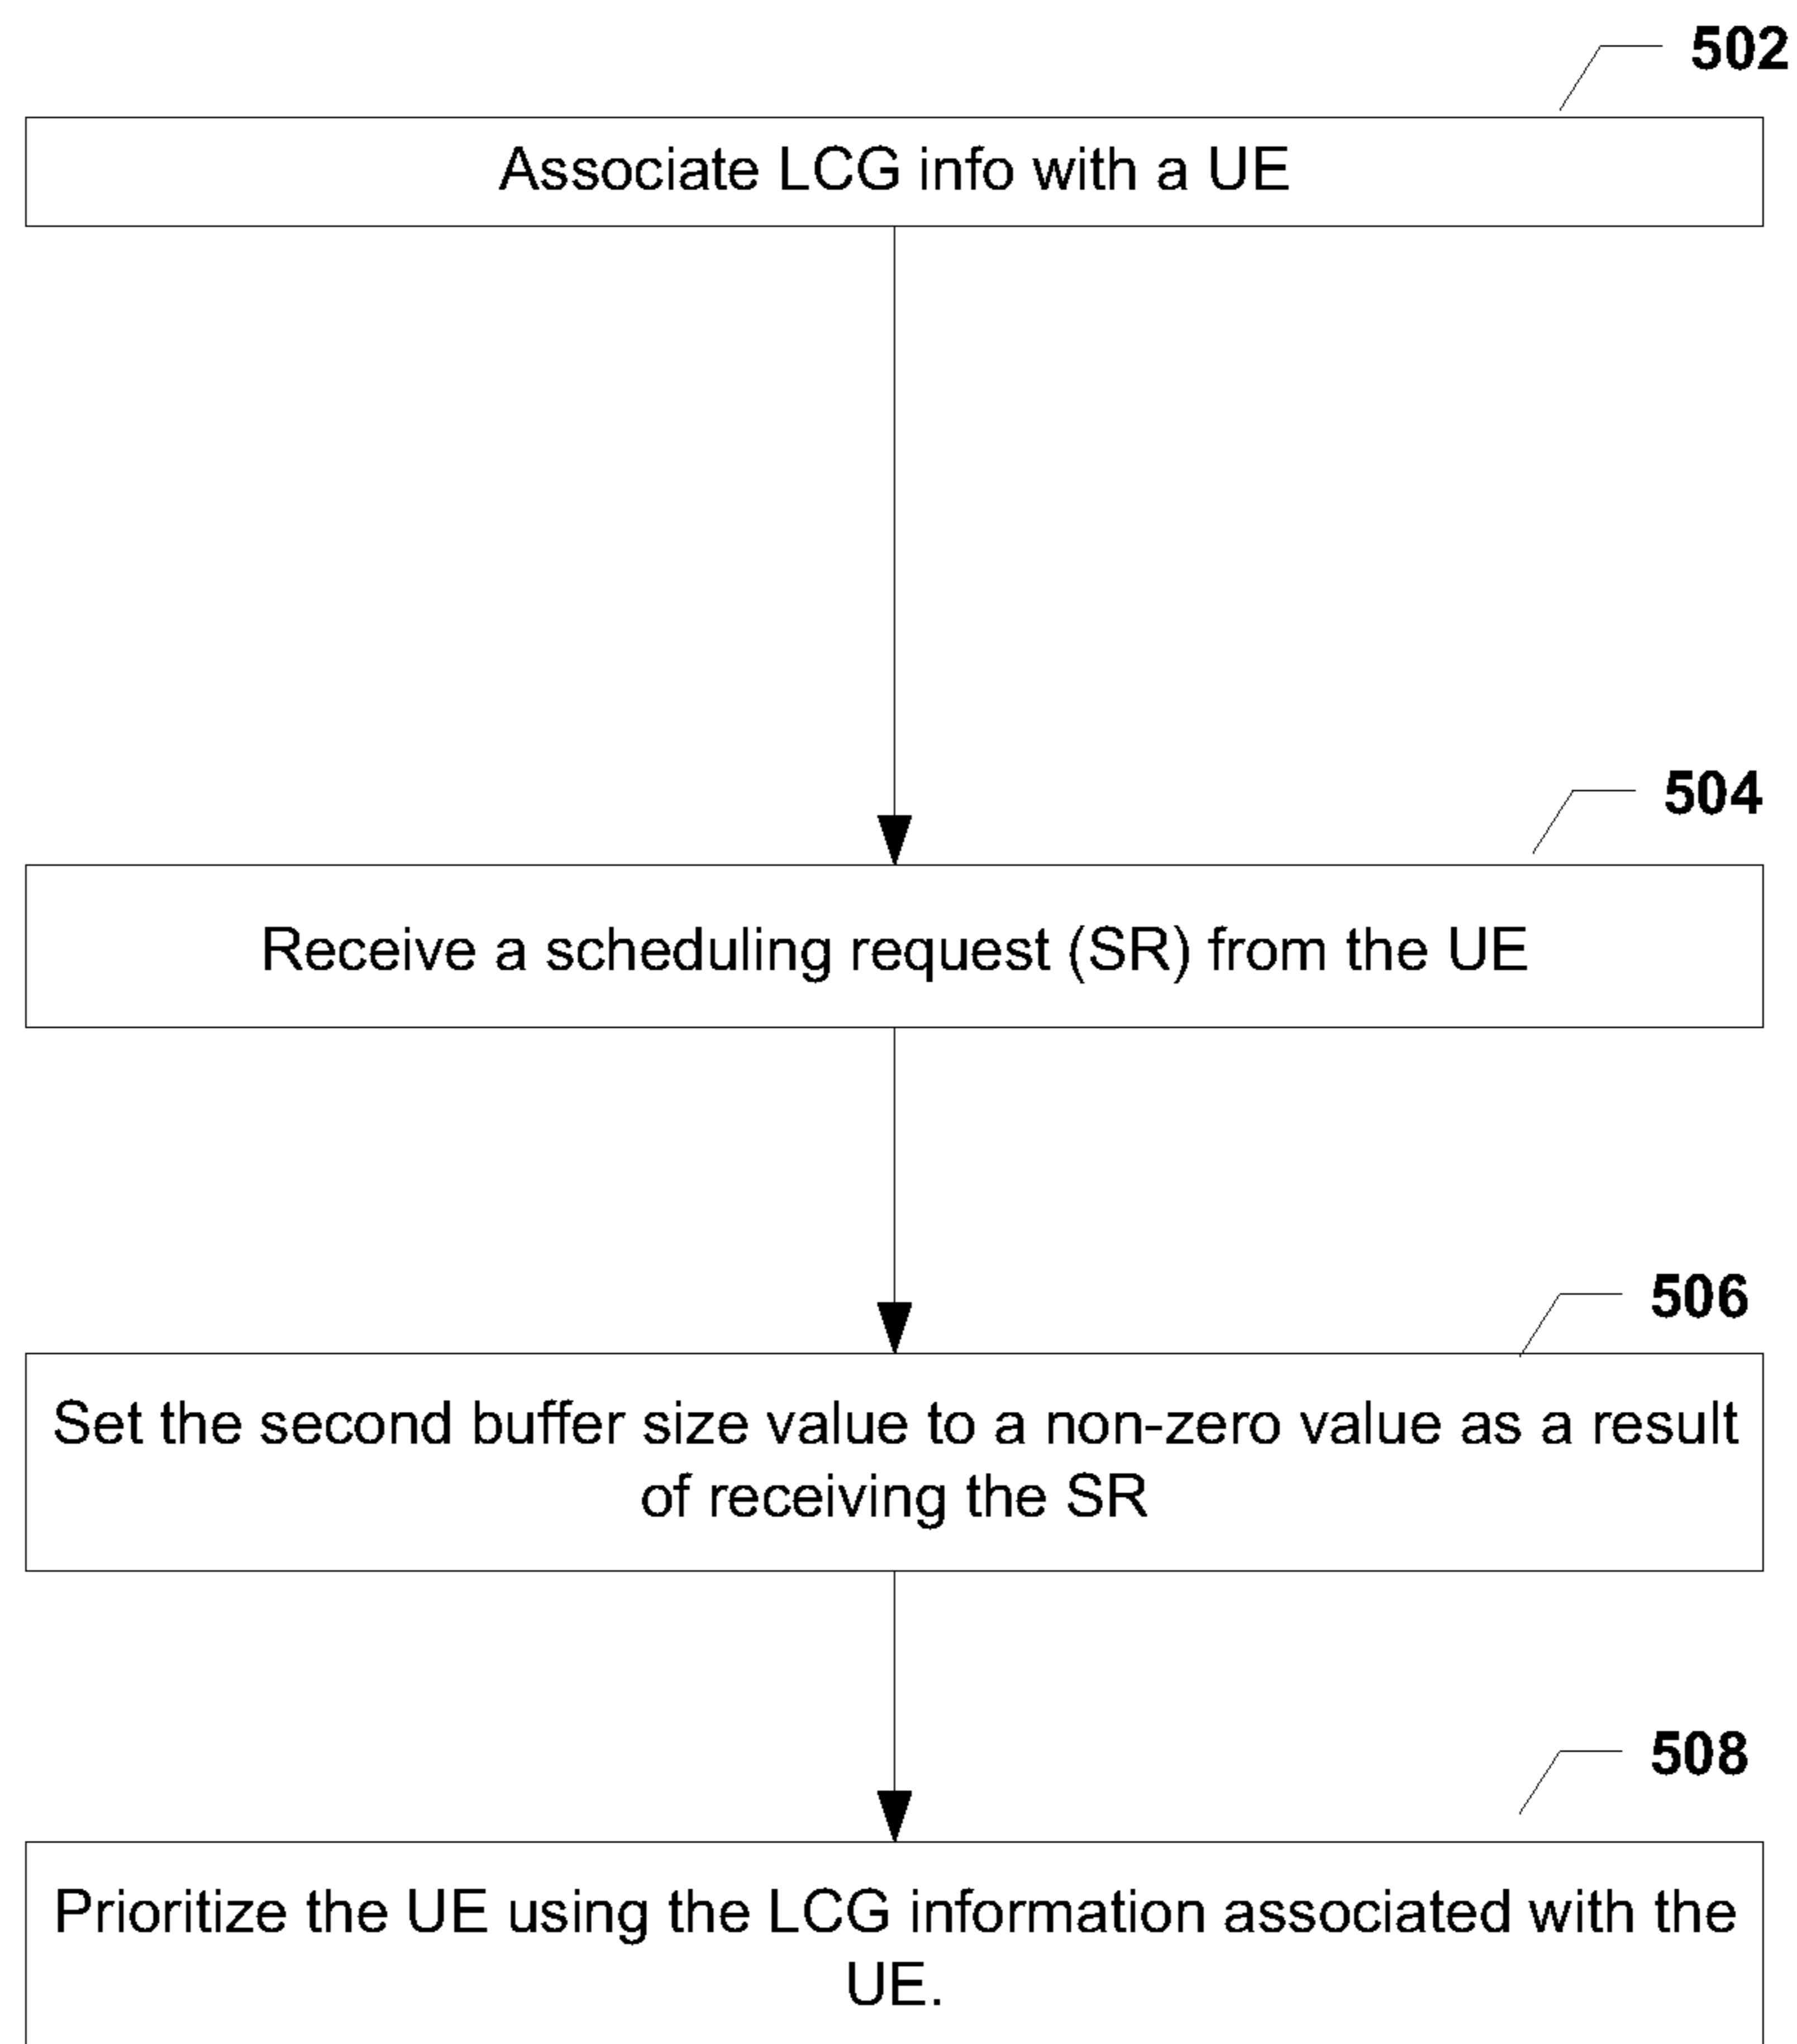 502
Associate LCG info with a UE
504
Receive a scheduling request (SR) from the UE
506
Set the second buffer size value to a non-zero value as a result
of receiving the SR
508
Prioritize the UE using the LCG information associated with the
UE.